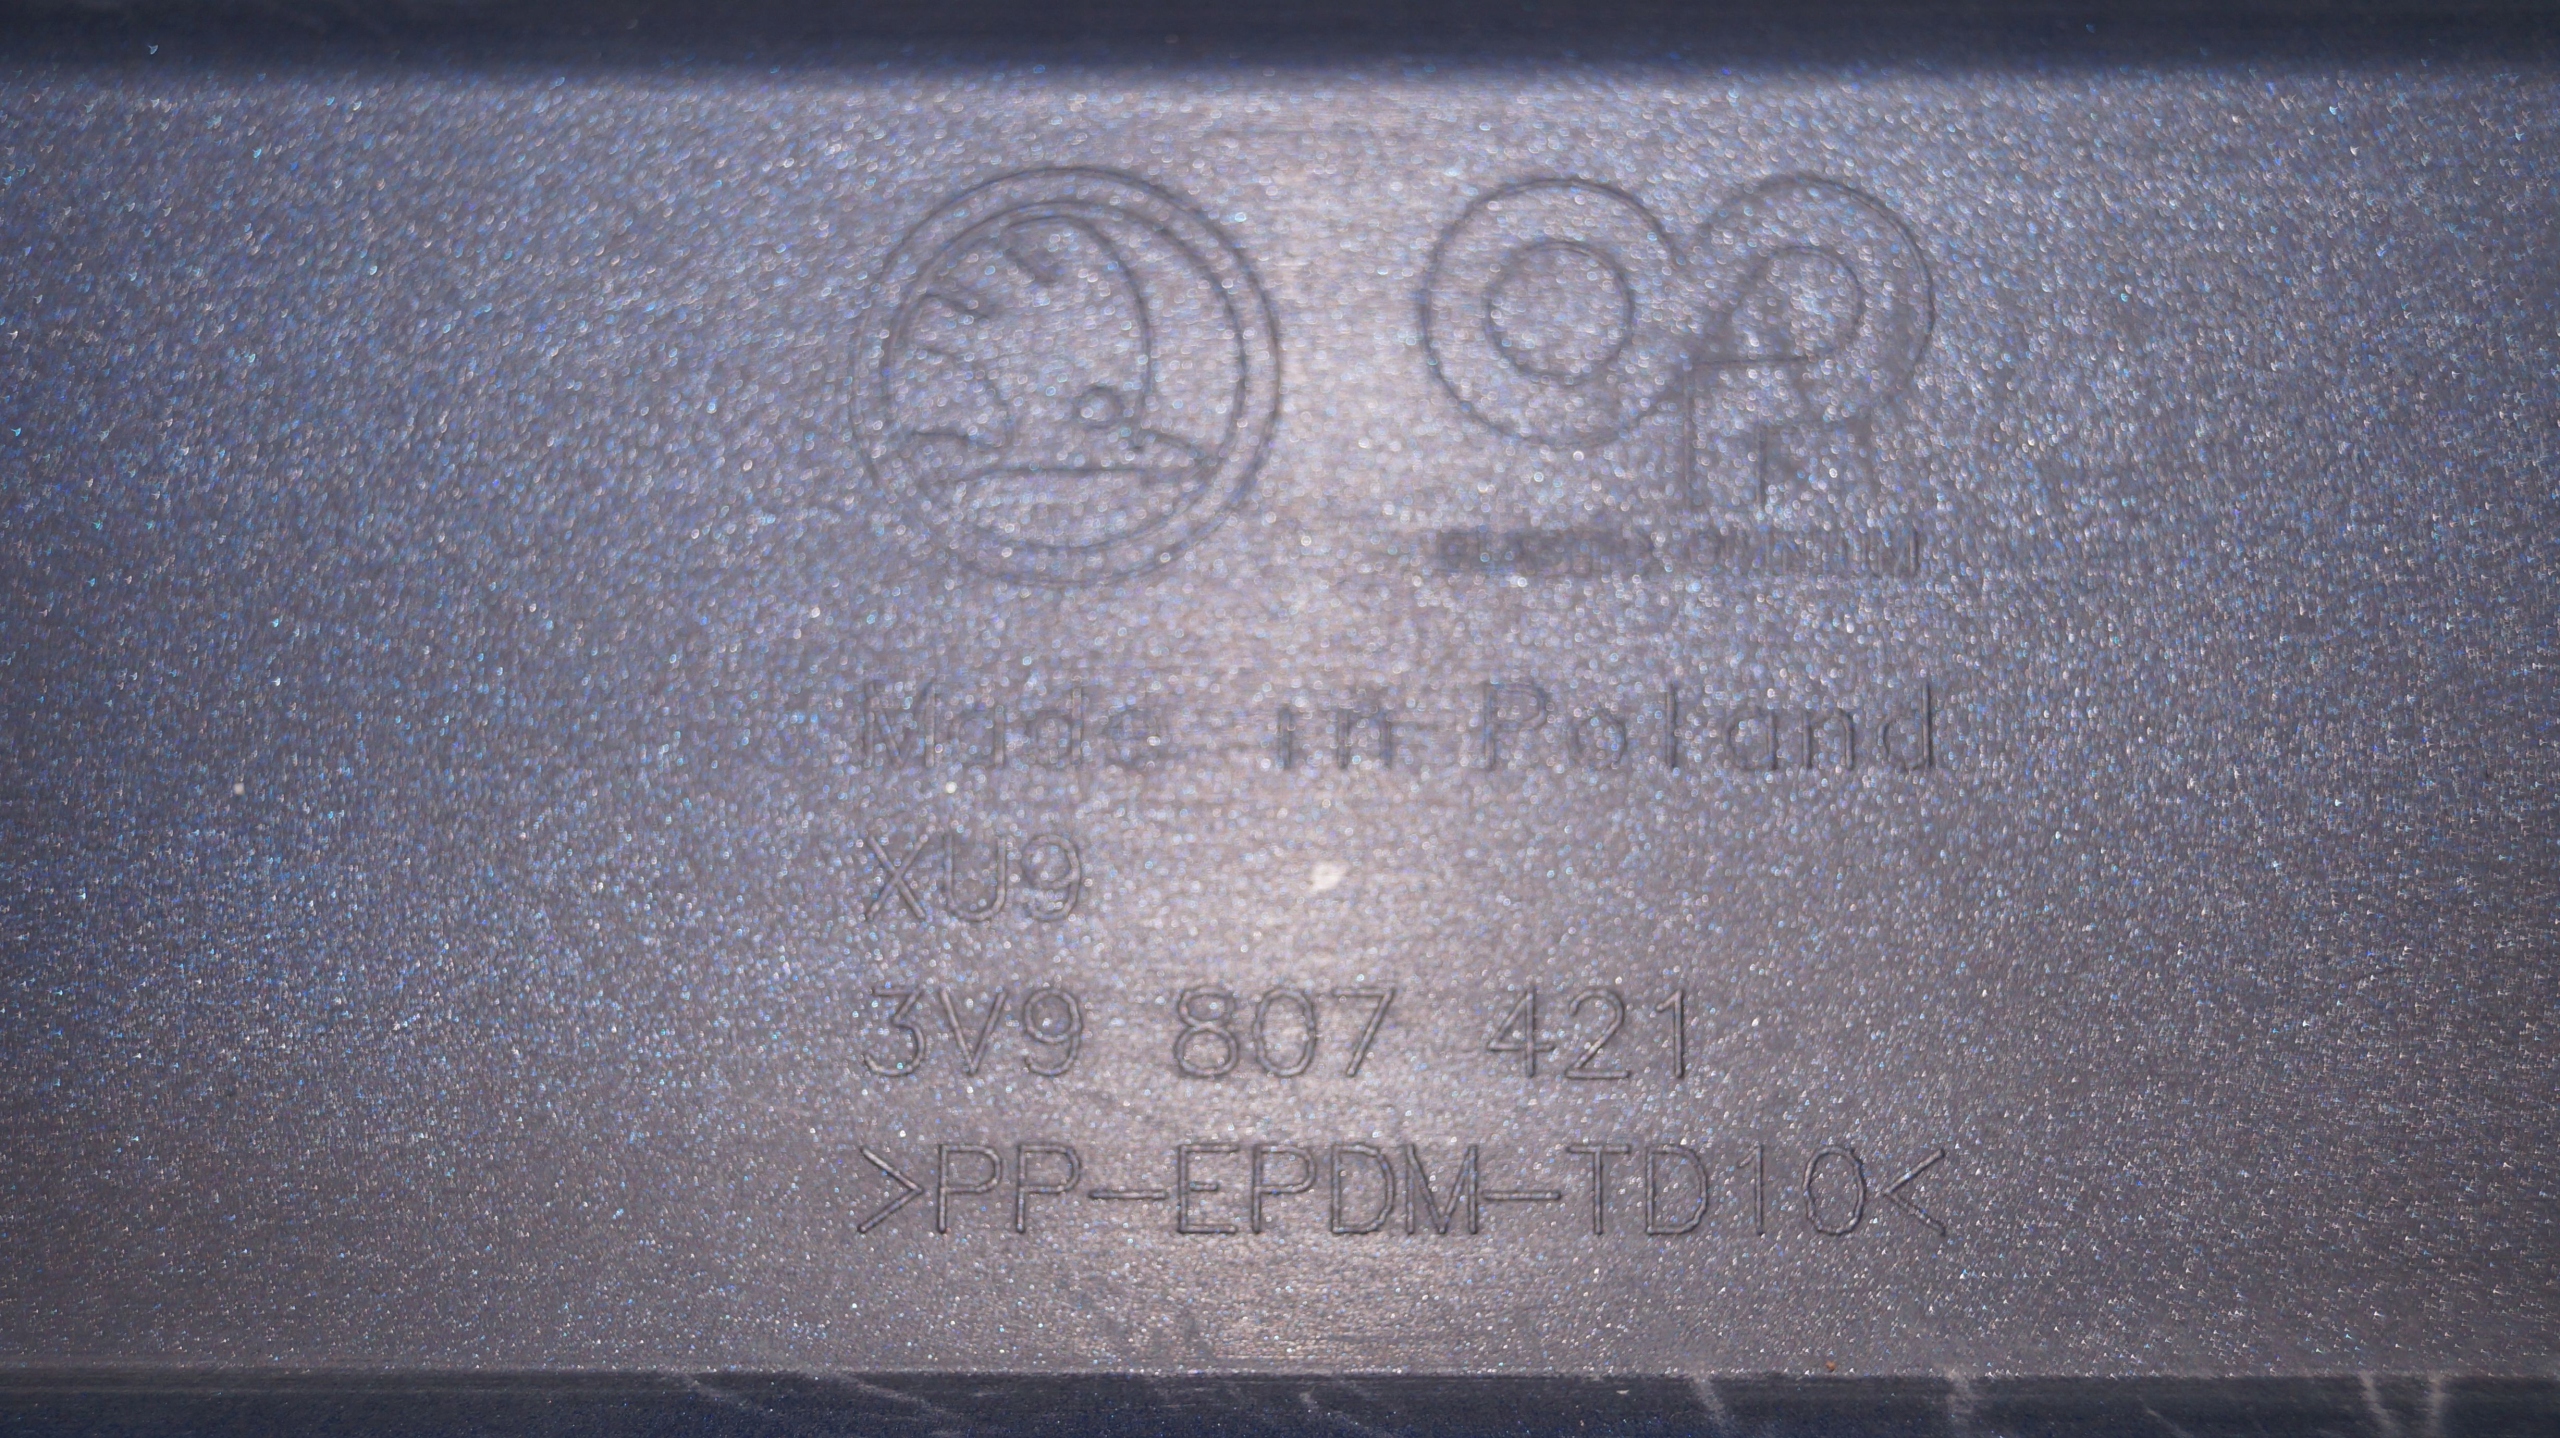 Made in Poland
XU9
3V9 807 421
>PP-EPDM-TD10<